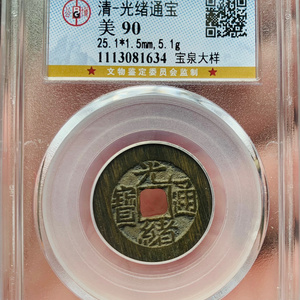 清-光绪通宝
美 90
25.1*1.5mm,5.1g
1113081634 宝泉大样
★ 文物鉴定委员会监制 ★
光緒通寶